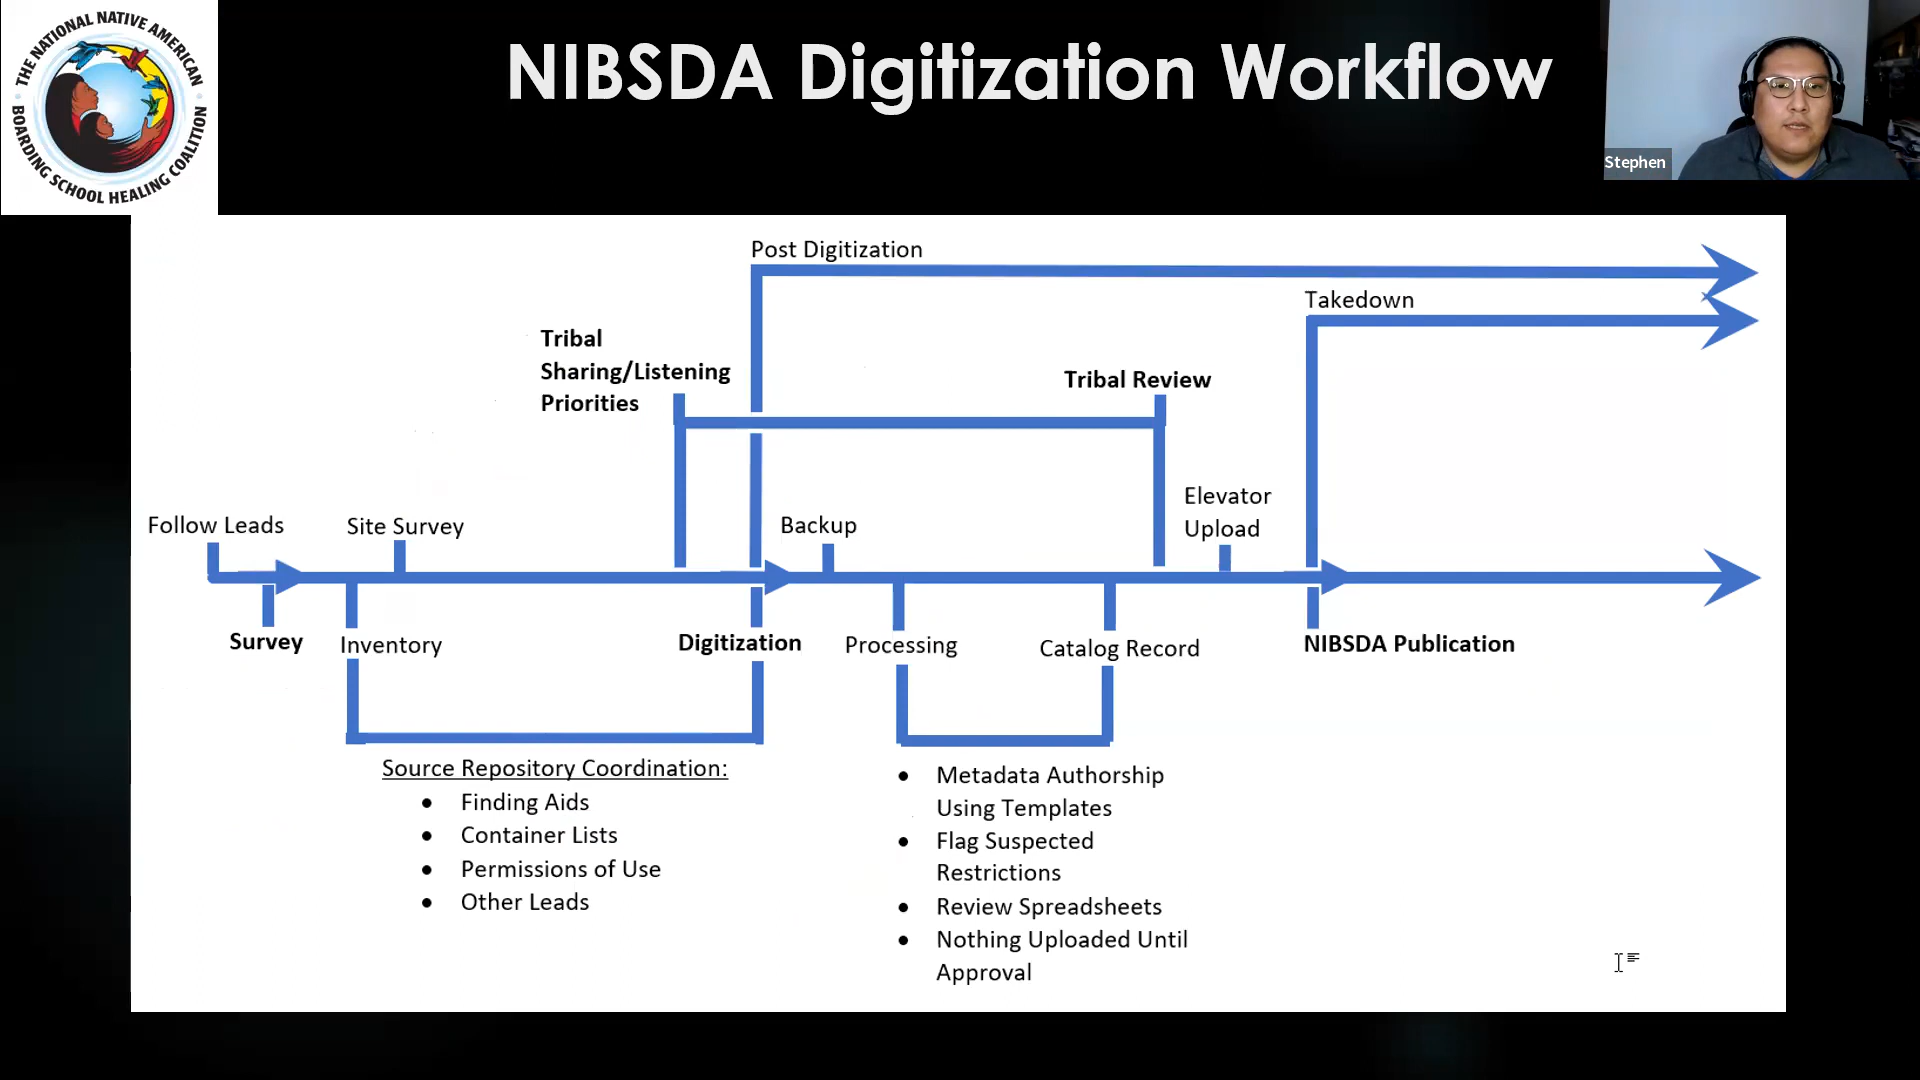 THE NATIONAL NATIVE AMERICAN
BOARDING SCHOOL HEALING COALITION
NIBSDA Digitization Workflow
Stephen
Post Digitization
Takedown
Tribal
Sharing/Listening
Priorities
Tribal Review
Elevator
Upload
Follow Leads
Site Survey
Backup
Survey
Inventory
Digitization
Processing
Catalog Record
NIBSDA Publication
Source Repository Coordination:
• Finding Aids
• Container Lists
• Permissions of Use
• Other Leads
• Metadata Authorship
Using Templates
• Flag Suspected
Restrictions
• Review Spreadsheets
• Nothing Uploaded Until
Approval